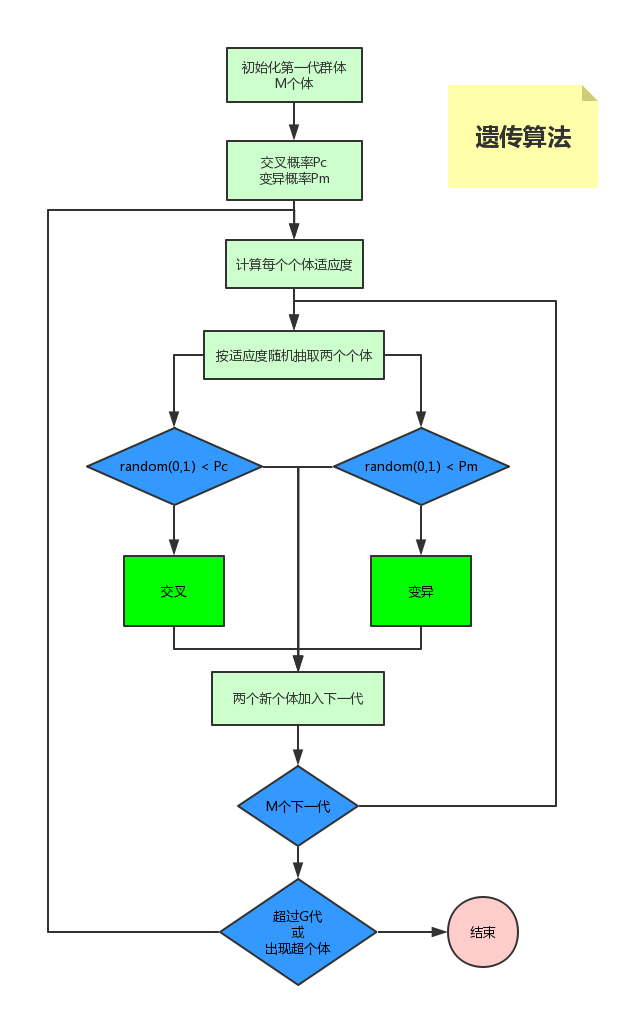 初始化第一代群体
M个体
遗传算法
交叉概率Pc
变异概率Pm
计算每个个体适应度
按适应度随机抽取两个个体
random(0,1) < Pc
random(0,1) < Pm
交叉
变异
两个新个体加入下一代
M个下一代
超过G代
或
出现超个体
结束